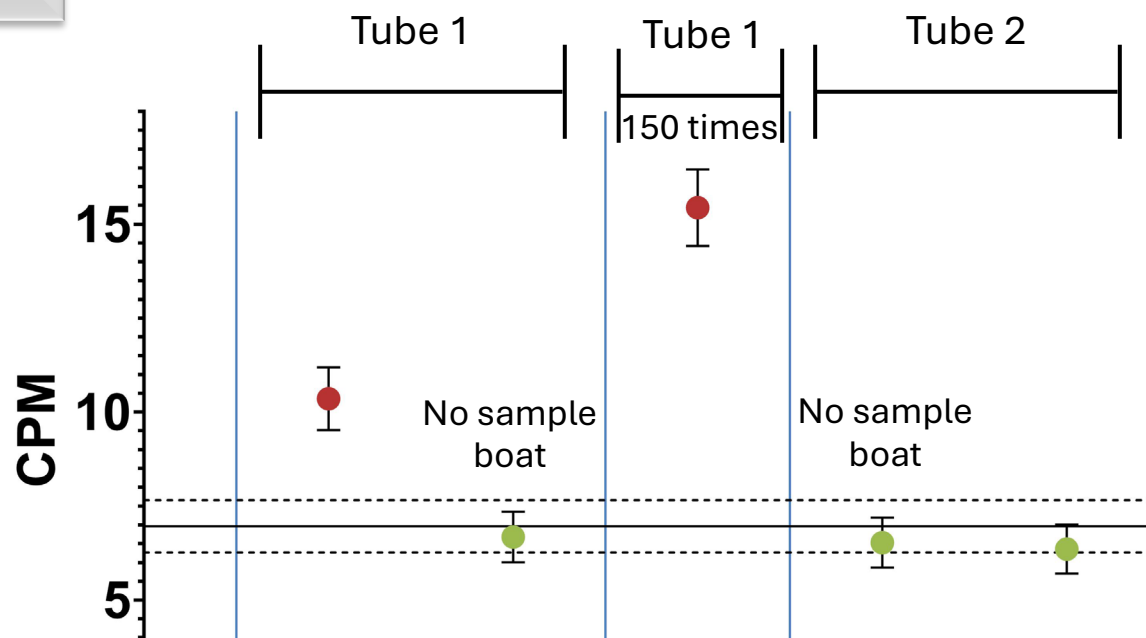 Tube 1
Tube 1
Tube 2
150 times
15
CPM
10
No sample
boat
No sample
boat
5